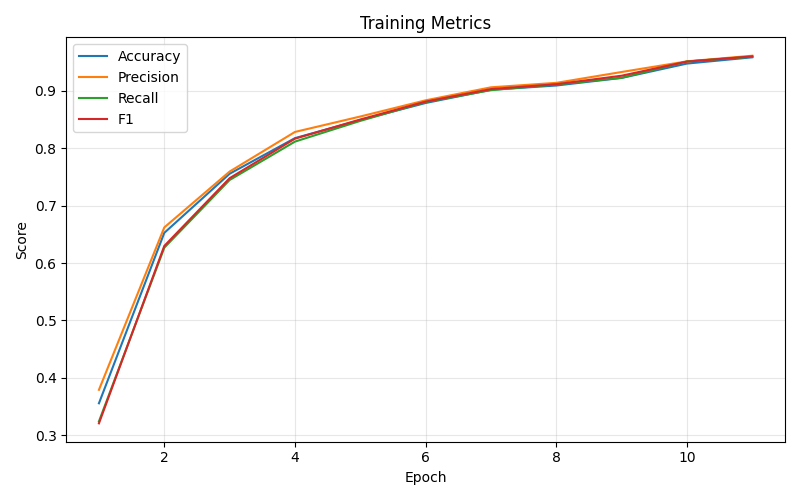 Training Metrics
Accuracy
Precision
Recall
F1
0.9
0.8
0.7
0.6
0.5
0.4
0.3
Score
2 4 6 8 10
Epoch